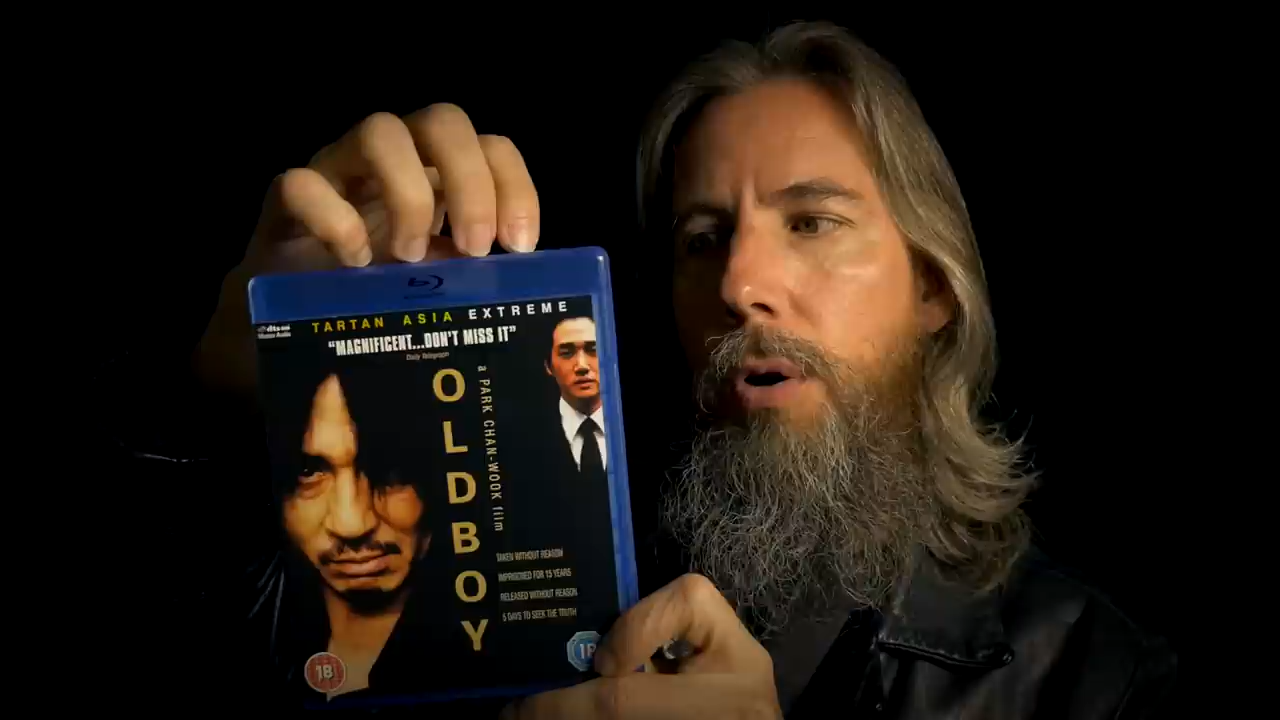 TARTAN ASIA EXTREME
"MAGNIFICENT...DON'T MISS IT"
Daily Telegraph
OLDBOY
a PARK CHAN-WOOK film
TAKEN WITHOUT REASON
IMPRISONED FOR 15 YEARS
RELEASED WITHOUT REASON
5 DAYS TO SEEK THE TRUTH
18
18